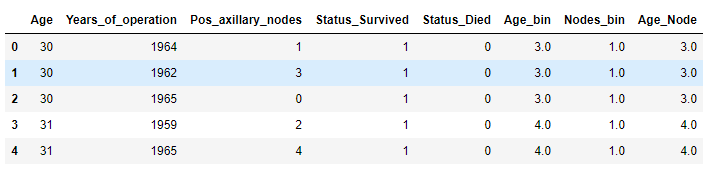 Age Years_of_operation Pos_axillary_nodes Status_Survived Status_Died Age_bin Nodes_bin Age_Node
0 30 1964 1 1 0 3.0 1.0 3.0
1 30 1962 3 1 0 3.0 1.0 3.0
2 30 1965 0 1 0 3.0 1.0 3.0
3 31 1959 2 1 0 4.0 1.0 4.0
4 31 1965 4 1 0 4.0 1.0 4.0